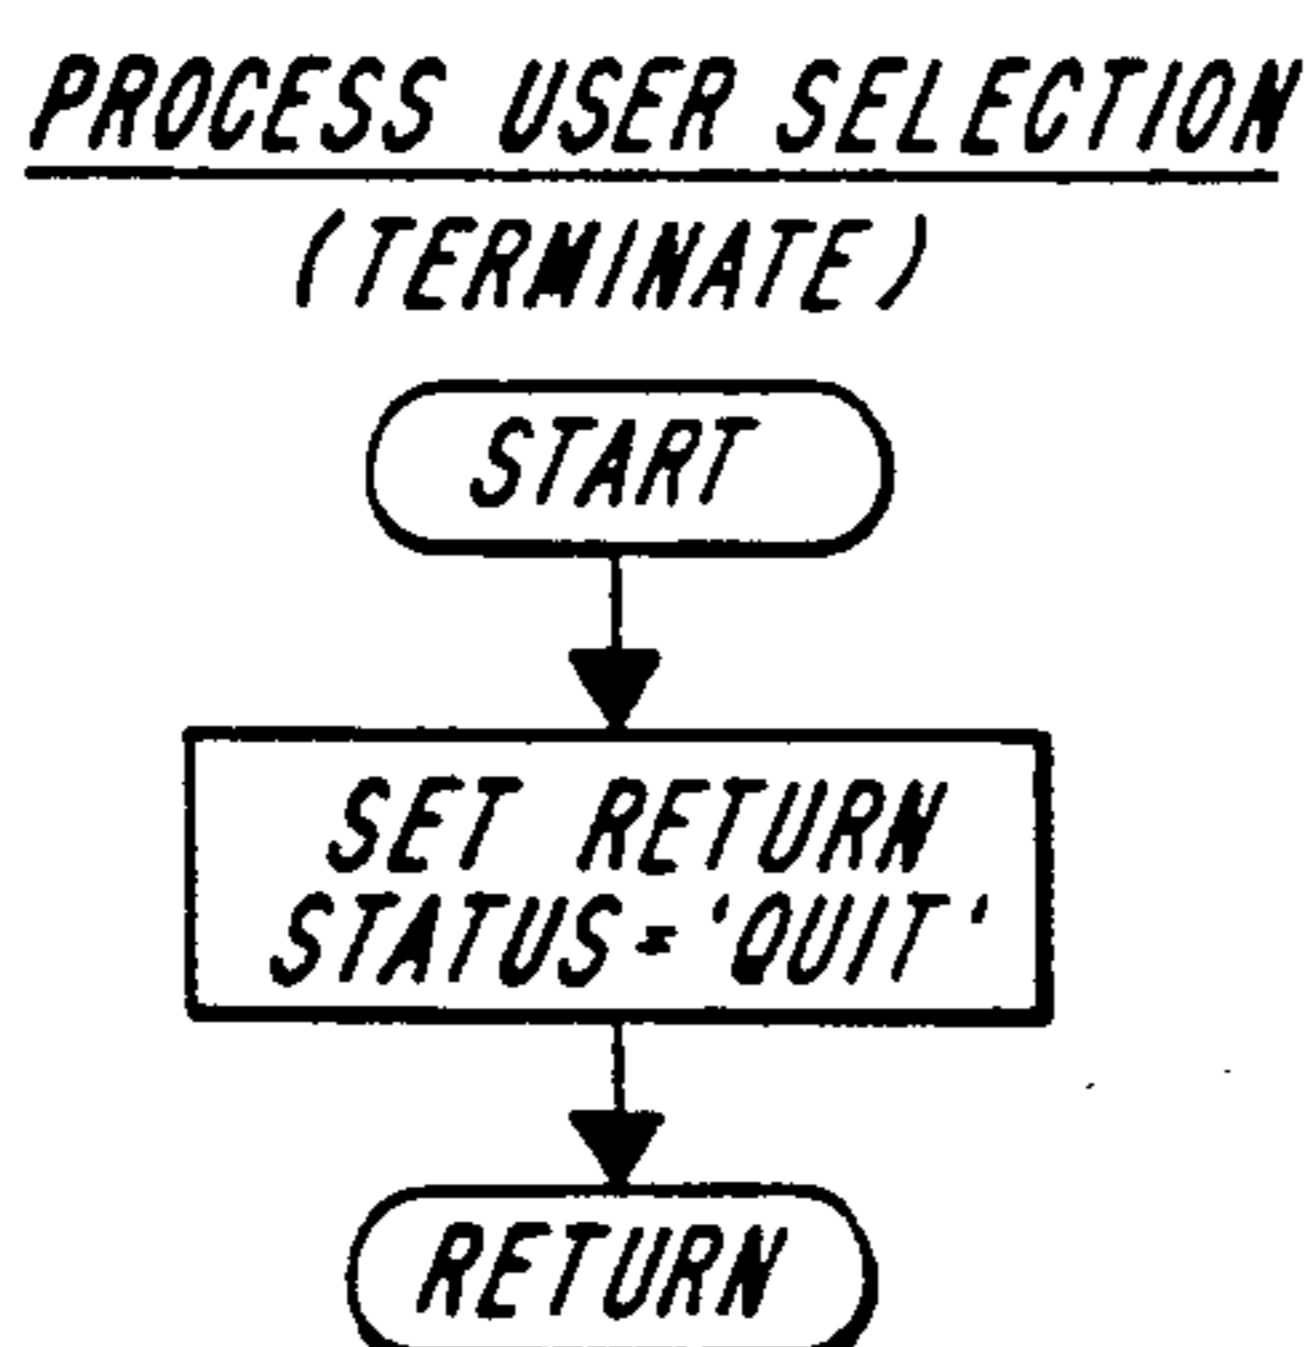 PROCESS USER SELECTION
(TERMINATE)
START
SET RETURN
STATUS = 'QUIT'
RETURN